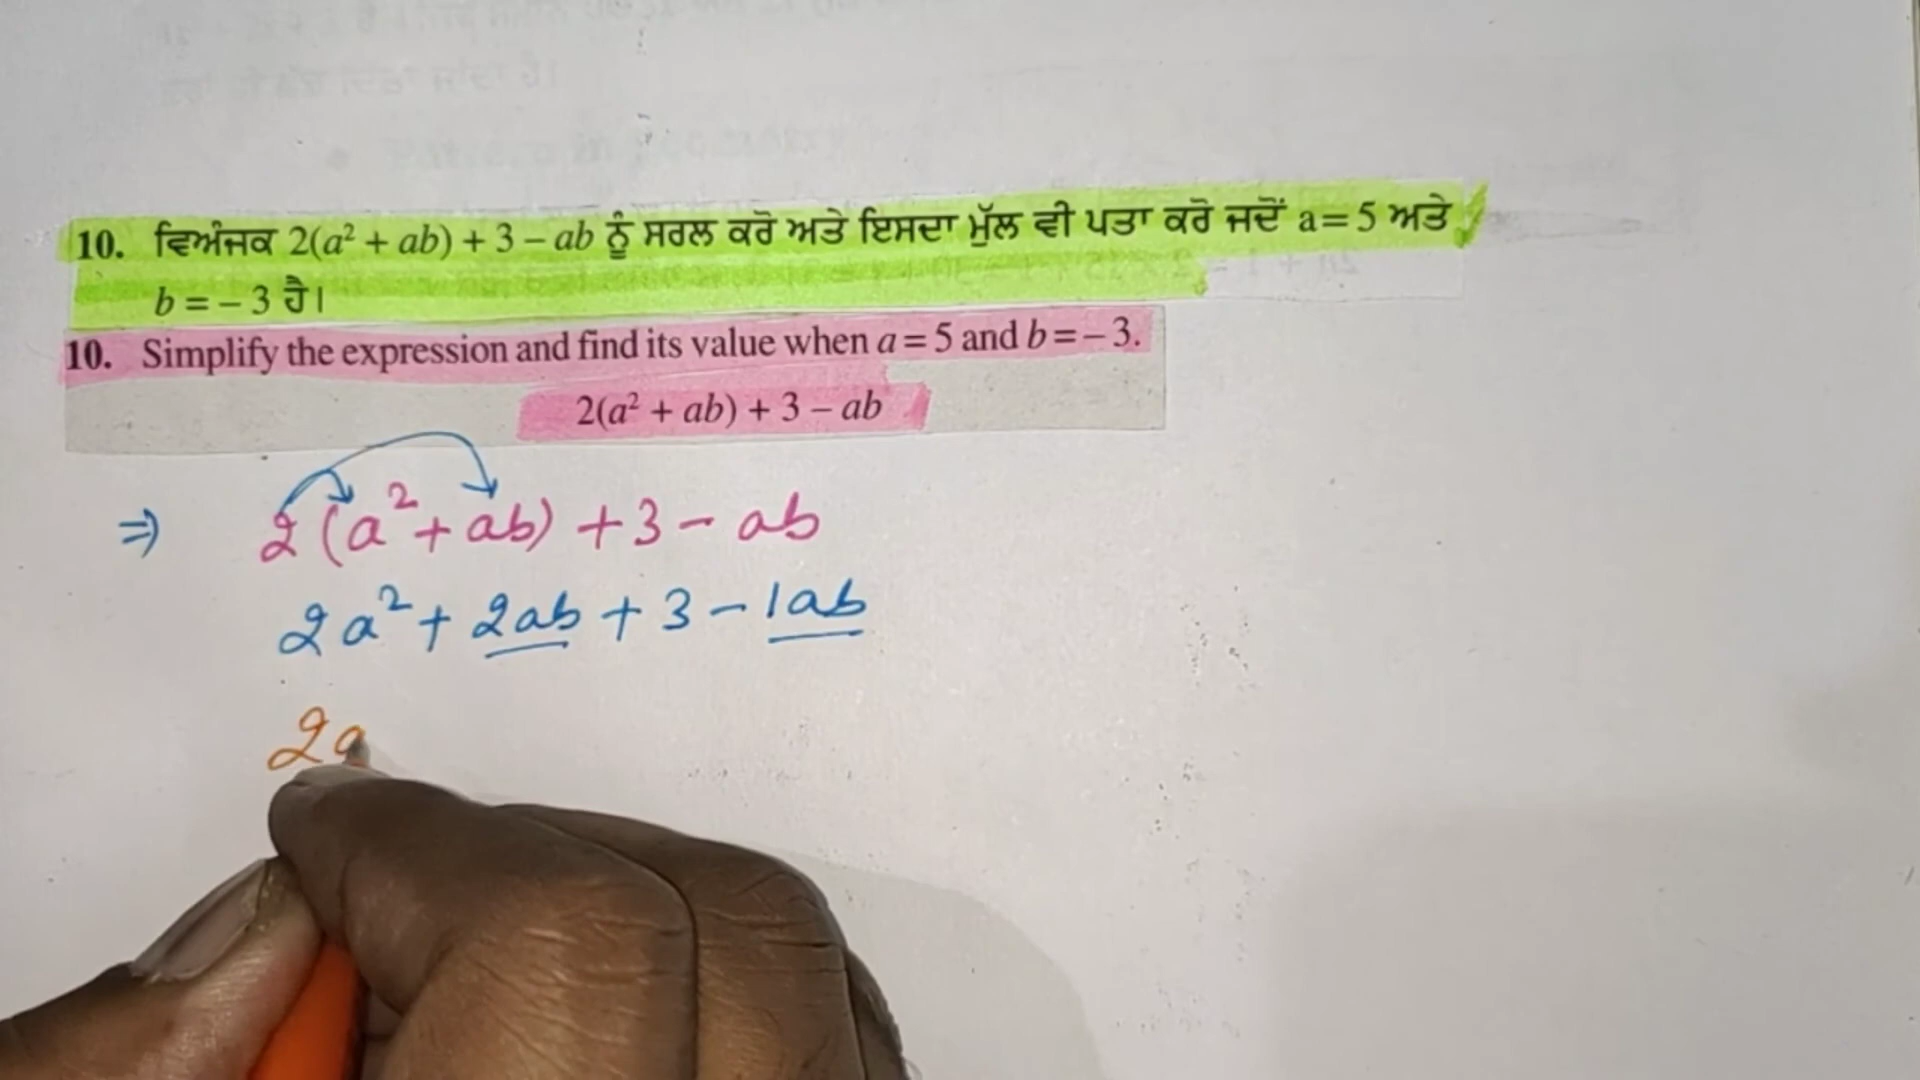 10. ਵਿਅੰਜਕ 2(a² + ab) + 3 – ab ਨੂੰ ਸਰਲ ਕਰੋ ਅਤੇ ਇਸਦਾ ਮੁੱਲ ਵੀ ਪਤਾ ਕਰੋ ਜਦੋਂ a = 5 ਅਤੇ
b = – 3 ਹੈ।
10. Simplify the expression and find its value when a = 5 and b = – 3.
2(a² + ab) + 3 – ab
⇒ 2(a² + ab) + 3 – ab
2a² + 2ab + 3 – 1ab
2a